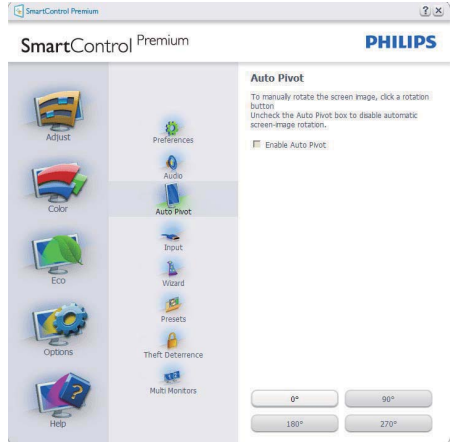 SmartControl Premium
SmartControl Premium
PHILIPS
Adjust
Color
Eco
Options
Help
Preferences
Audio
Auto Pivot
Input
Wizard
Presets
Theft Deterrence
Multi Monitors
Auto Pivot
To manually rotate the screen image, click a rotation
button
Uncheck the Auto Pivot box to disable automatic
screen-image rotation.
Enable Auto Pivot
0°
90°
180°
270°